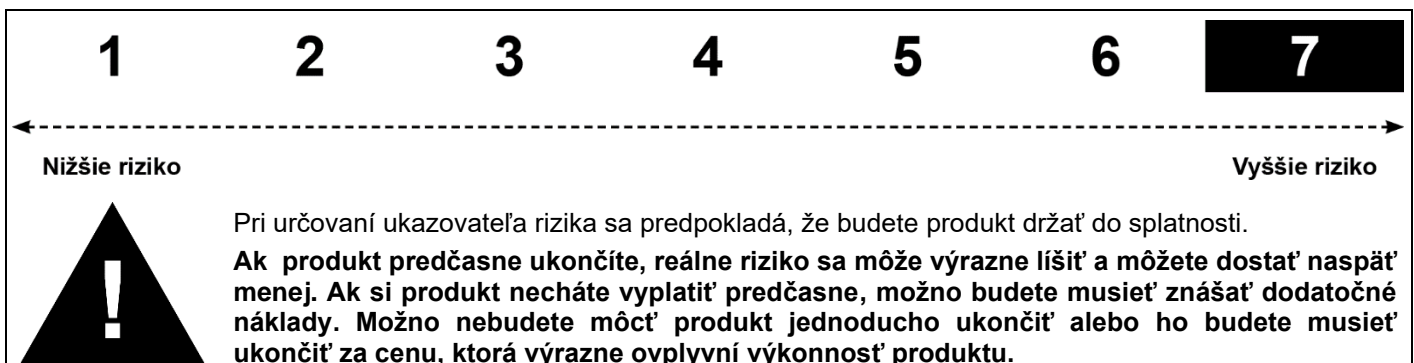 1 2 3 4 5 6 7
Nižšie riziko Vyššie riziko
Pri určovaní ukazovateľa rizika sa predpokladá, že budete produkt držať do splatnosti.
! Ak produkt predčasne ukončíte, reálne riziko sa môže výrazne líšiť a môžete dostať naspäť
menej. Ak si produkt necháte vyplatiť predčasne, možno budete musieť znášať dodatočné
náklady. Možno nebudete môcť produkt jednoducho ukončiť alebo ho budete musieť
ukončiť za cenu, ktorá výrazne ovplyvní výkonnosť produktu.